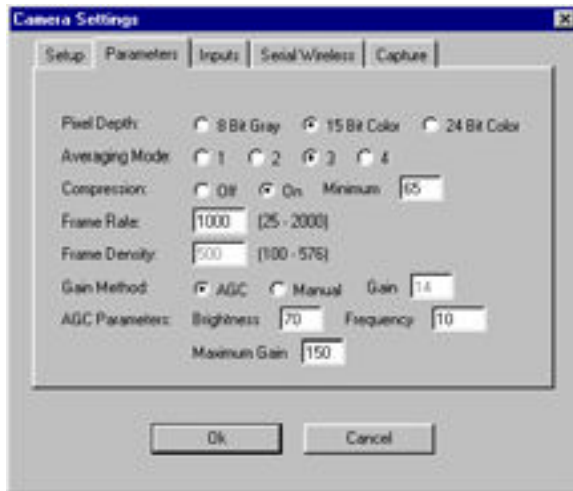 Camera Settings
Setup Parameters Inputs Serial Wireless Capture
Pixel Depth: 8 Bit Gray 15 Bit Color 24 Bit Color
Averaging Mode: 1 2 3 4
Compression: Off On Minimum 65
Frame Rate: 1000 (25 - 2000)
Frame Density: 500 (100 - 576)
Gain Method: AGC Manual Gain 14
AGC Parameters: Brightness 70 Frequency 10
Maximum Gain 150
Ok Cancel